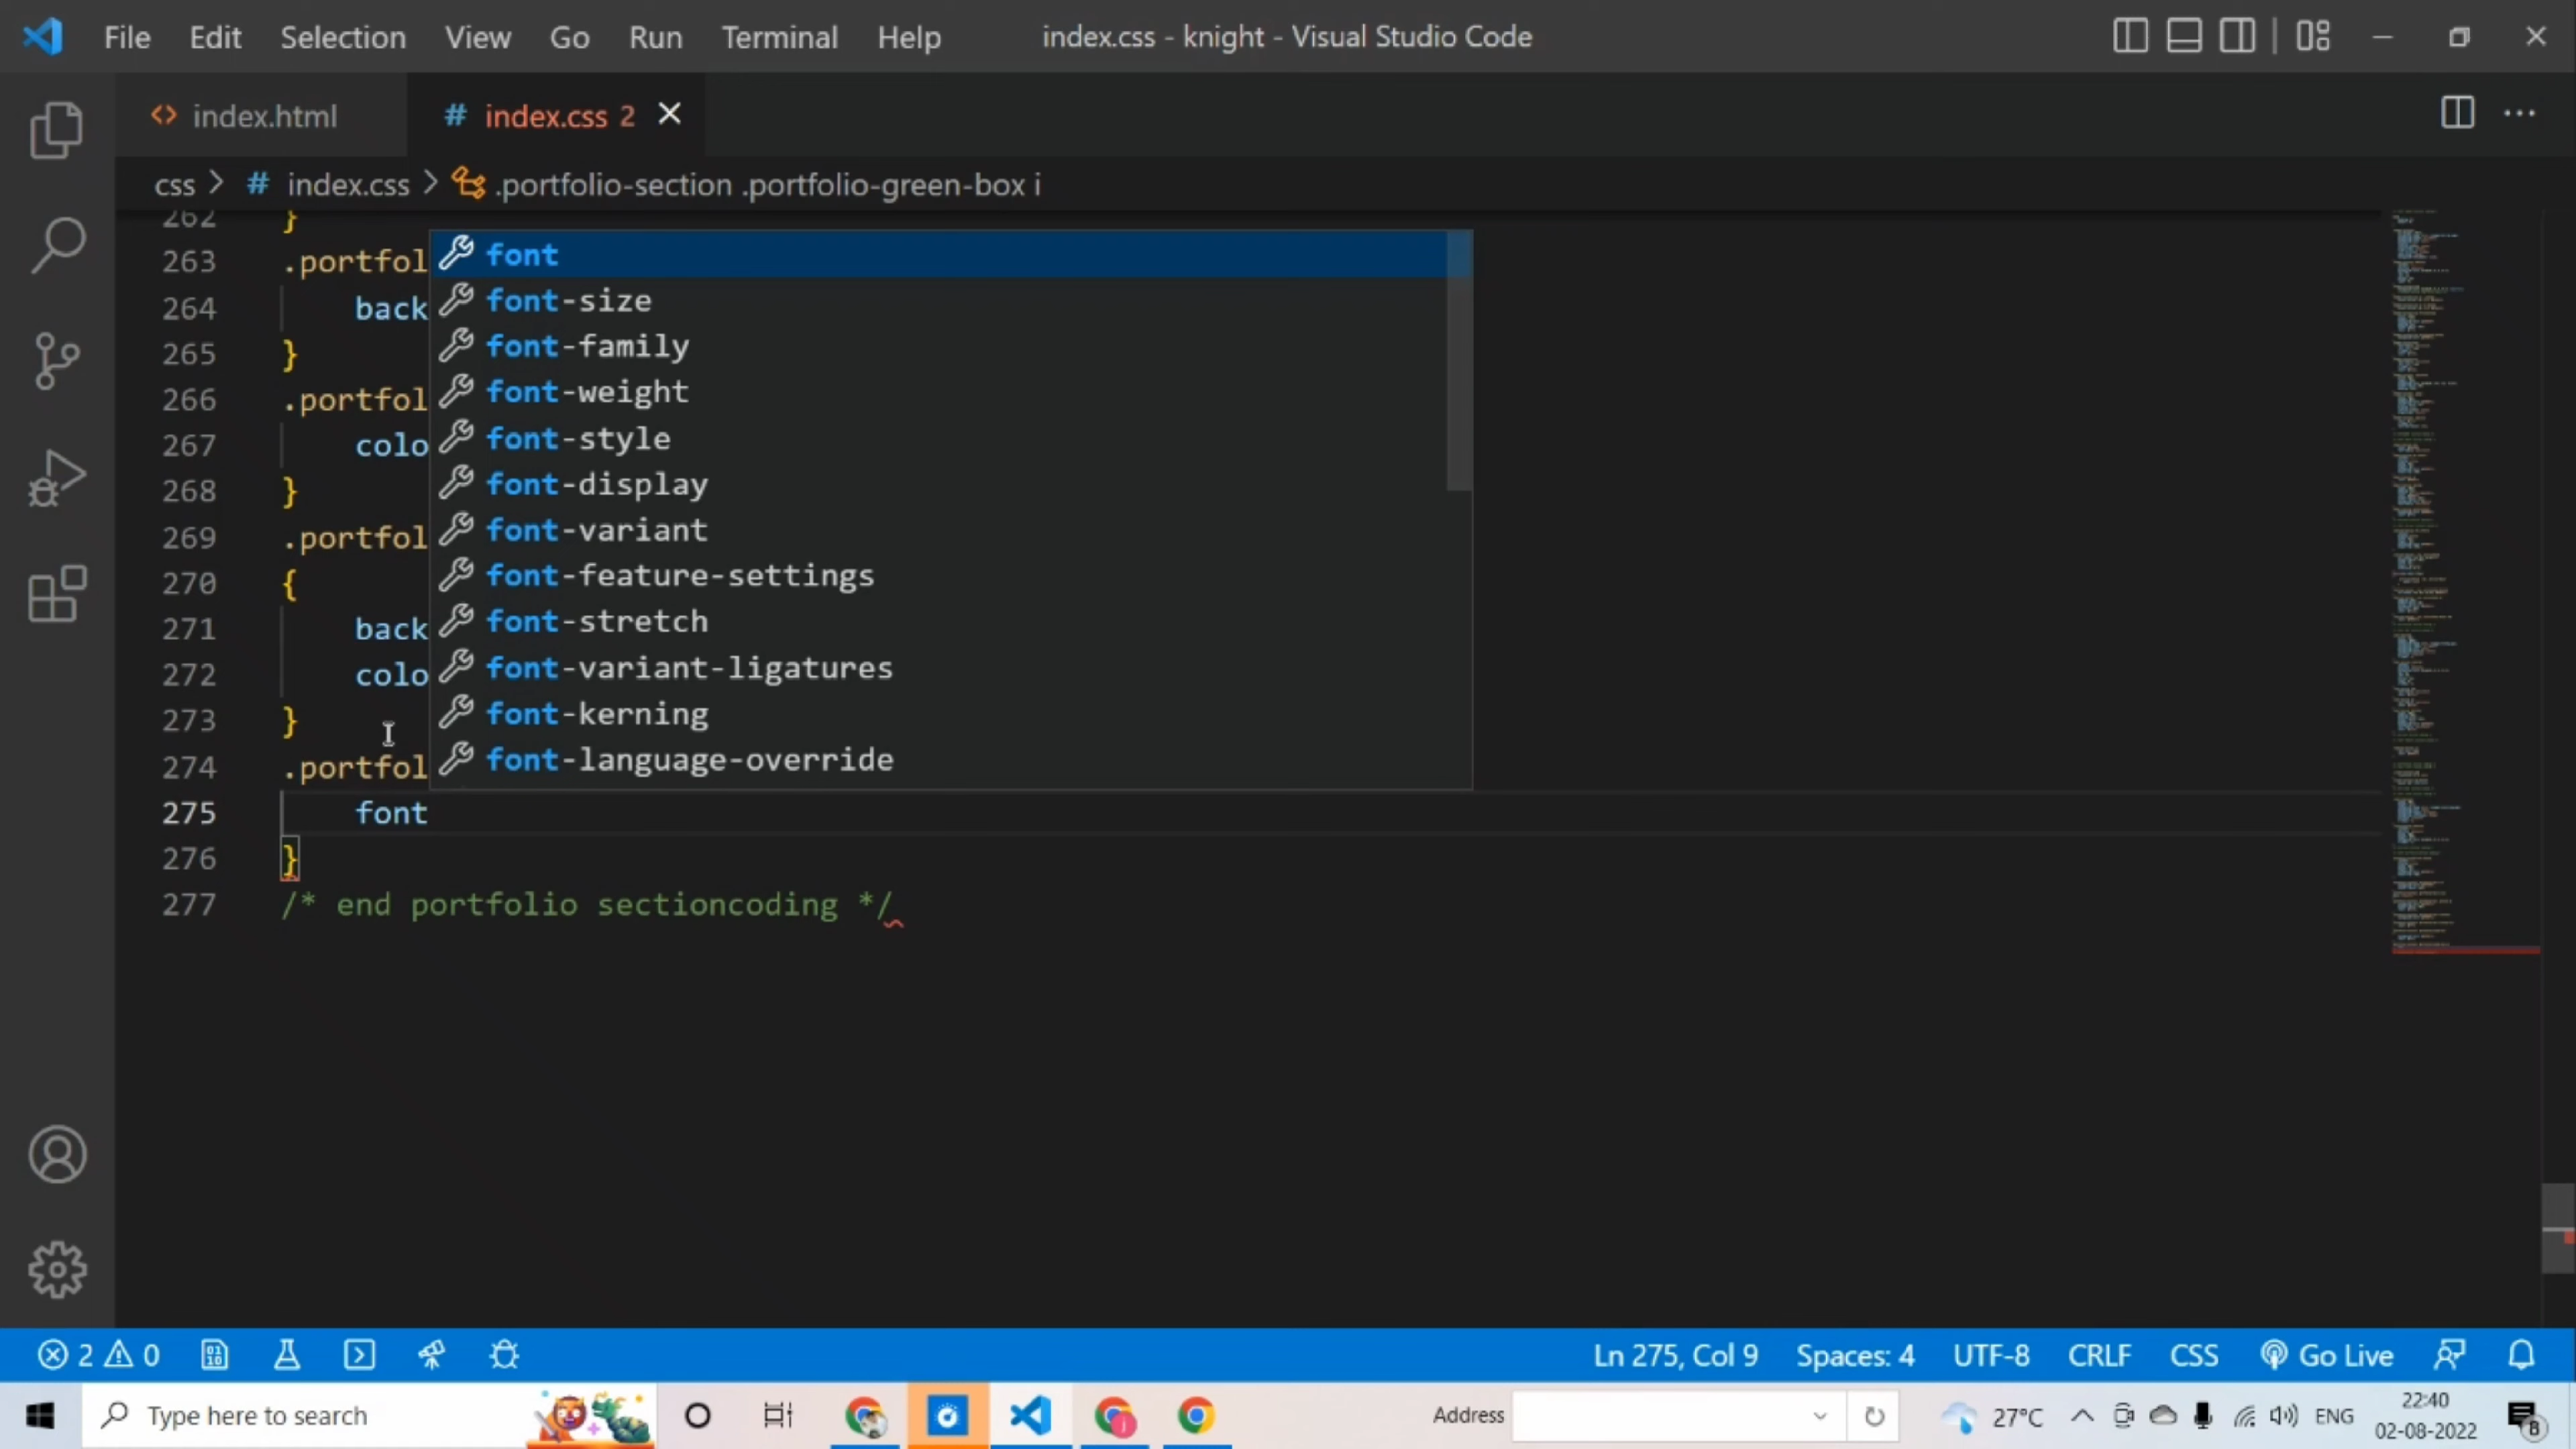 File Edit Selection View Go Run Terminal Help index.css - knight - Visual Studio Code
<> index.html # index.css 2
css > # index.css > .portfolio-section .portfolio-green-box i
262 }
263 .portfol
264 back
265 }
266 .portfol
267 colo
268 }
269 .portfol
270 {
271 back
272 colo
273 }
274 .portfol
275 font
276 }
277 /* end portfolio sectioncoding */
font
font-size
font-family
font-weight
font-style
font-display
font-variant
font-feature-settings
font-stretch
font-variant-ligatures
font-kerning
font-language-override
2 0 Ln 275, Col 9 Spaces: 4 UTF-8 CRLF CSS Go Live
Type here to search Address 27°C ENG 22:40
02-08-2022 8